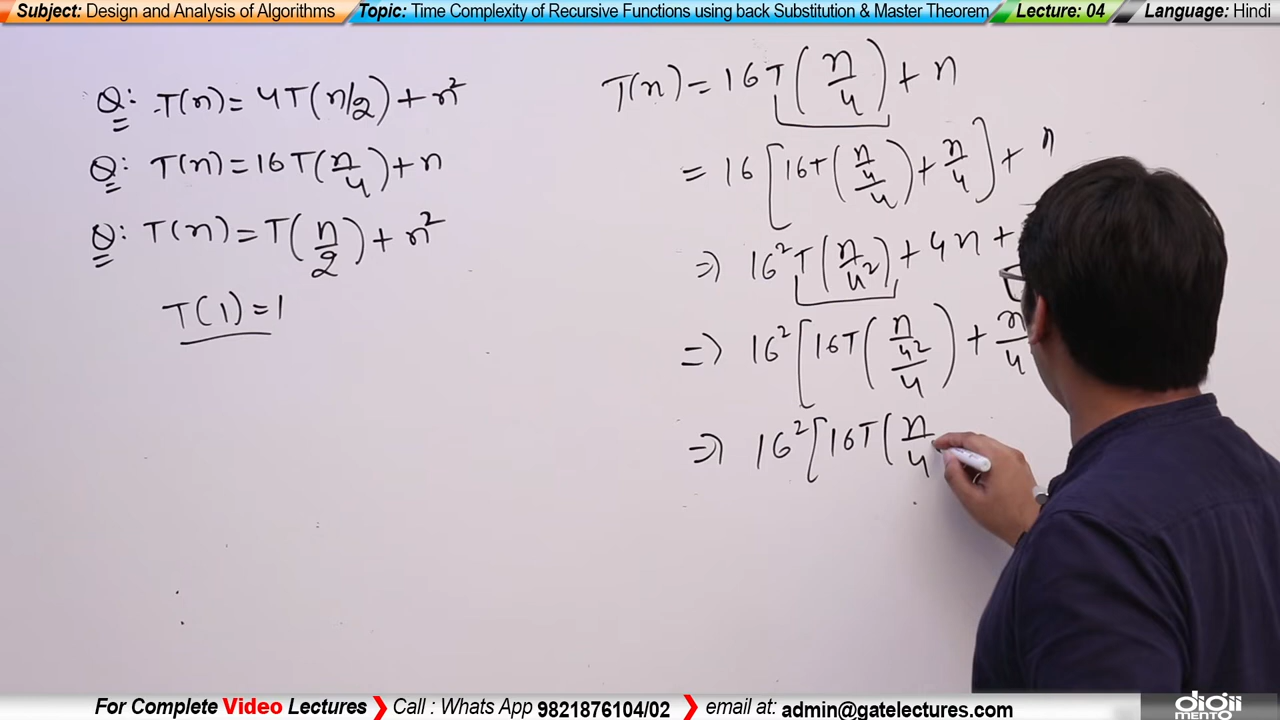 Subject: Design and Analysis of Algorithms
Topic: Time Complexity of Recursive Functions using back Substitution & Master Theorem
Lecture: 04
Language: Hindi
Q: T(n)=4T(n/2)+n²
Q: T(n)=16T(n/4)+n
Q: T(n)=T(n/2)+n²
T(1)=1
T(n)=16T(n/4)+n
=16[16T(n/4/4)+n/4]+n
⇒ 16²T(n/4²)+4n+
⇒ 16²[16T(n/4²/4)+n/4
⇒ 16²[16T(n/4
For Complete Video Lectures ❯ Call : Whats App 9821876104/02 ❯ email at: admin@gatelectures.com
digii
MENTO